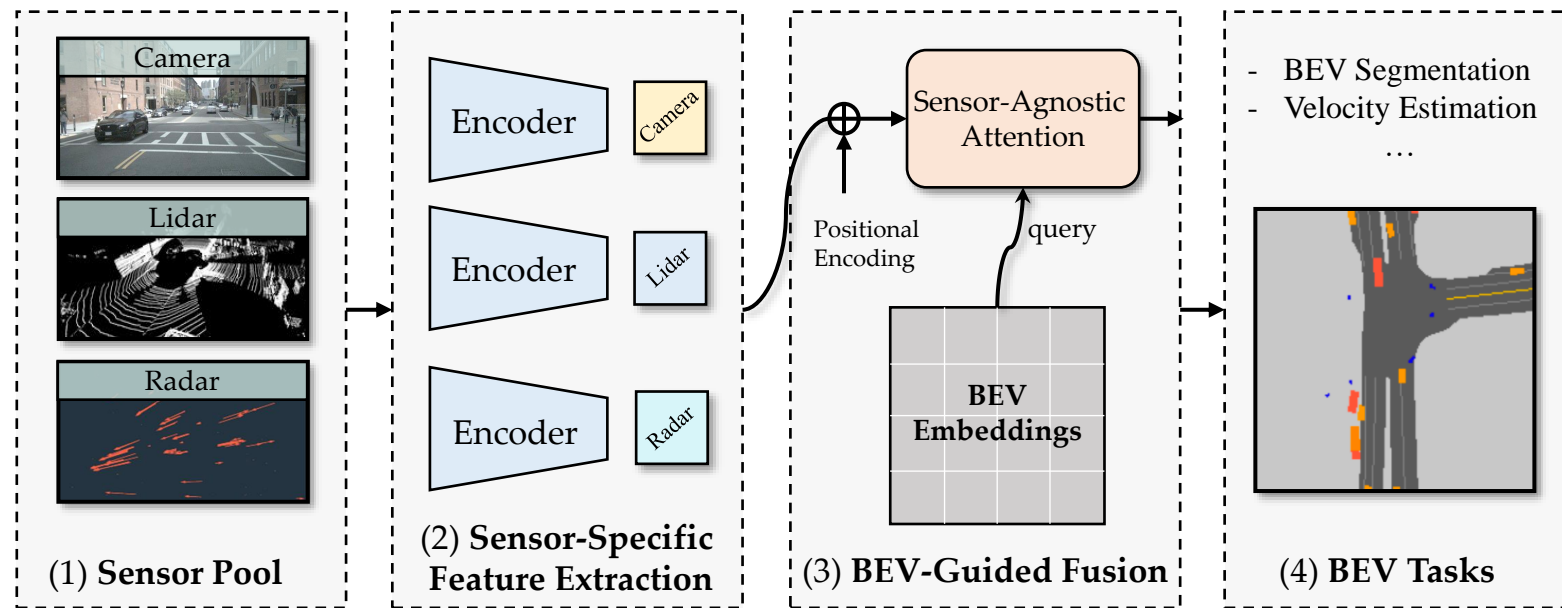 Camera
Lidar
Radar
(1) Sensor Pool
Encoder
Camera
Encoder
Lidar
Encoder
Radar
(2) Sensor-Specific
Feature Extraction
Sensor-Agnostic
Attention
Positional
Encoding
query
BEV
Embeddings
(3) BEV-Guided Fusion
- BEV Segmentation
- Velocity Estimation
...
(4) BEV Tasks